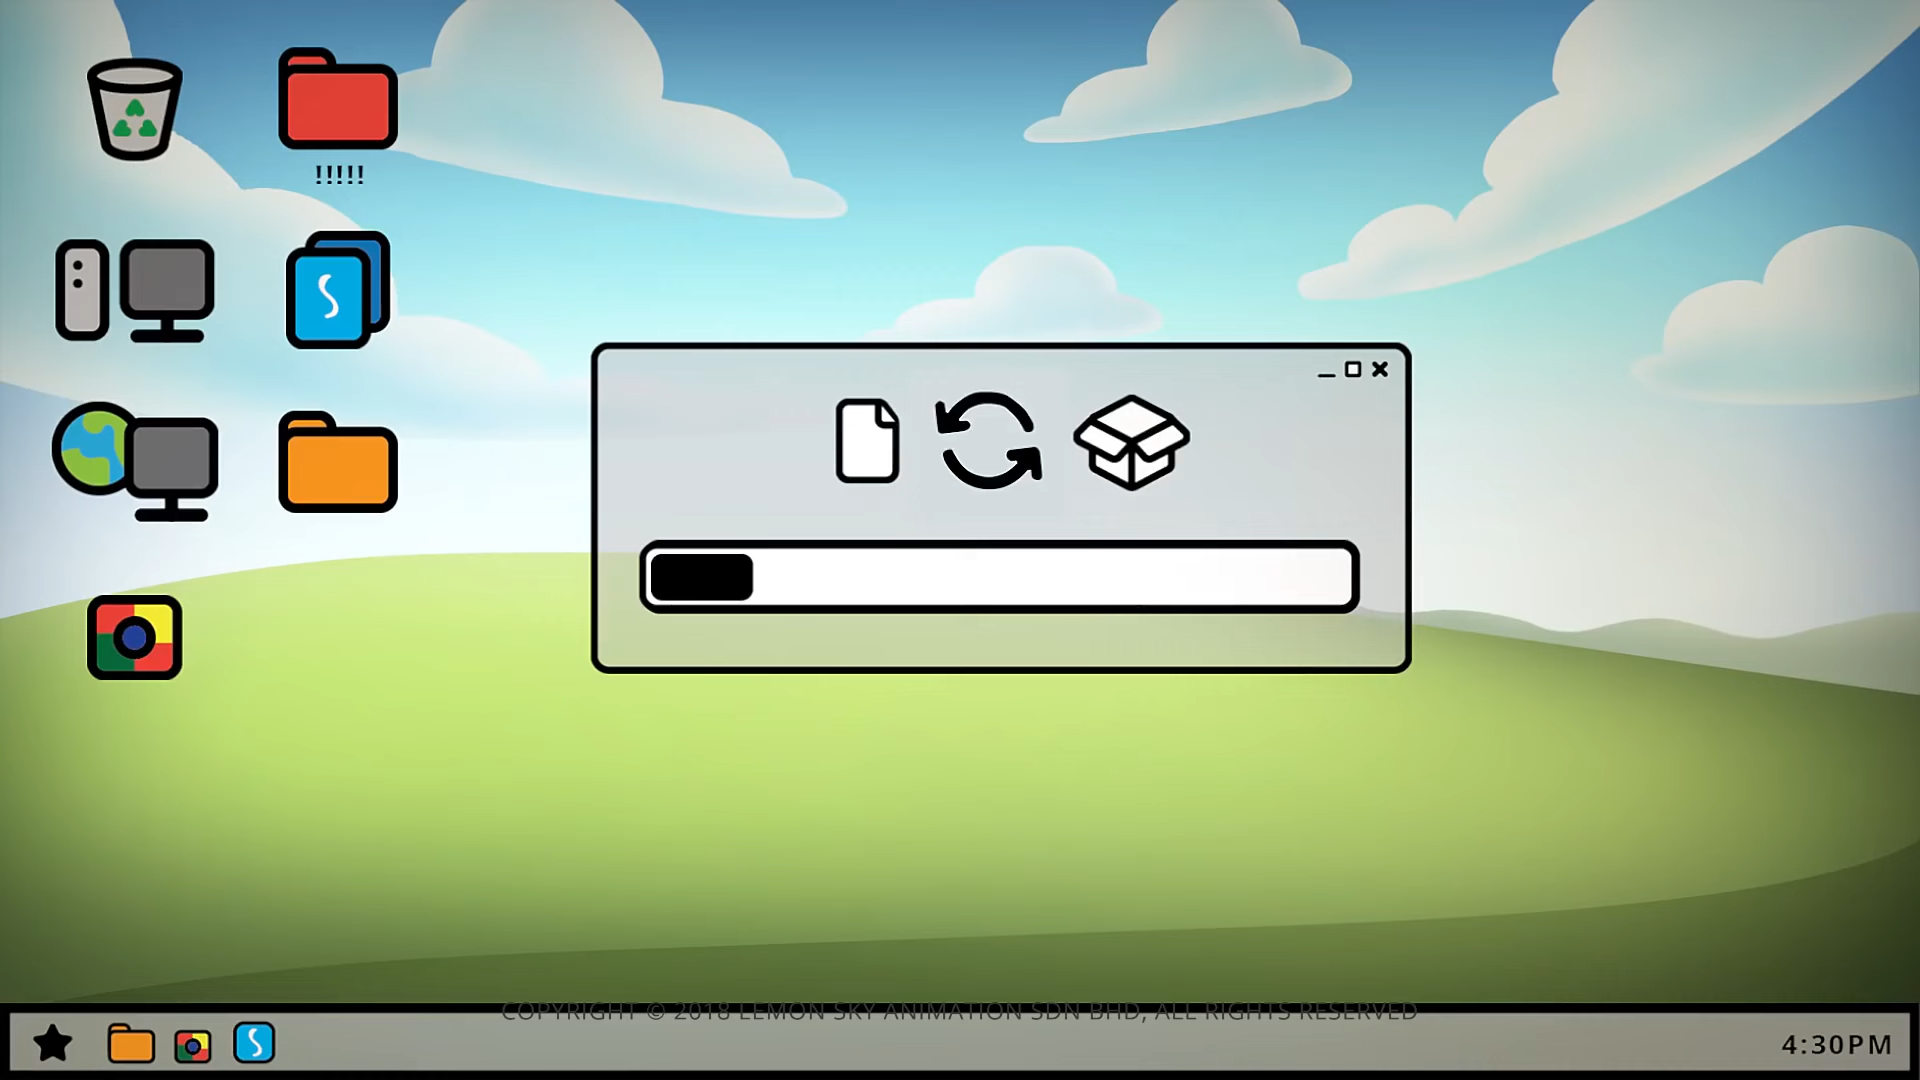 !!!!!
COPYRIGHT © 2018 LEMON SKY ANIMATION SDN BHD, ALL RIGHTS RESERVED
4:30PM